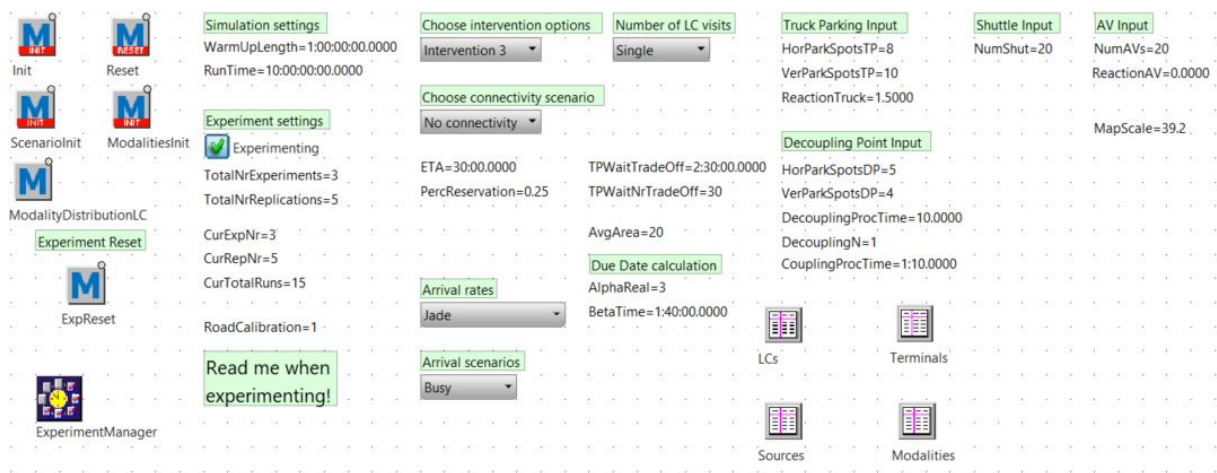 M
INIT
Init
M
RESET
Reset
M
INIT
ScenarioInit
M
INIT
ModalitiesInit
M
ModalityDistributionLC
Experiment Reset
M
ExpReset
ExperimentManager
Simulation settings
WarmUpLength=1:00:00:00.0000
RunTime=10:00:00:00.0000
Experiment settings
Experimenting
TotalNrExperiments=3
TotalNrReplications=5
CurExpNr=3
CurRepNr=5
CurTotalRuns=15
RoadCalibration=1
Read me when
experimenting!
Choose intervention options
Intervention 3
Choose connectivity scenario
No connectivity
ETA=30:00.0000
PercReservation=0.25
Arrival rates
Jade
Arrival scenarios
Busy
Number of LC visits
Single
TPWaitTradeOff=2:30:00.0000
TPWaitNrTradeOff=30
AvgArea=20
Due Date calculation
AlphaReal=3
BetaTime=1:40:00.0000
Truck Parking Input
HorParkSpotsTP=8
VerParkSpotsTP=10
ReactionTruck=1.5000
Decoupling Point Input
HorParkSpotsDP=5
VerParkSpotsDP=4
DecouplingProcTime=10.0000
DecouplingN=1
CouplingProcTime=1:10.0000
LCs
Terminals
Sources
Modalities
Shuttle Input
NumShut=20
AV Input
NumAVs=20
ReactionAV=0.0000
MapScale=39.2